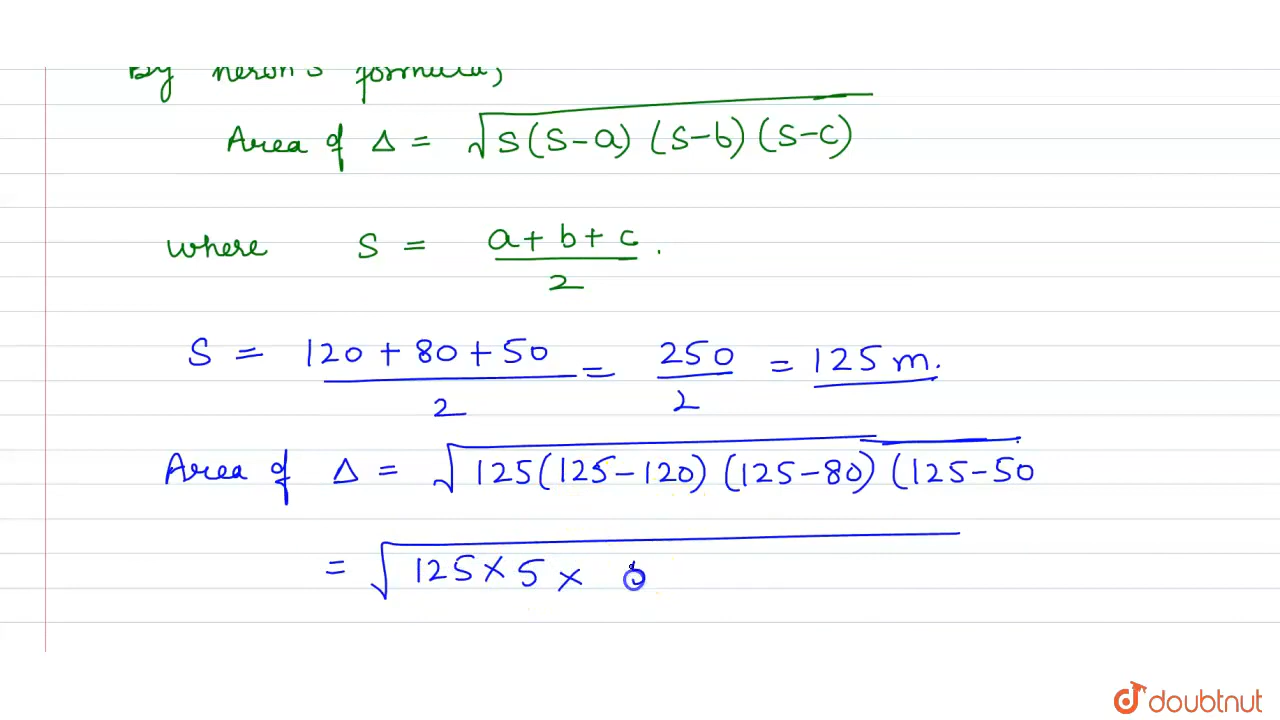 By heron's formula,
Area of Δ = √S(S-a) (S-b) (S-c)
where S = a+b+c / 2 .
S = 120+80+50 / 2 = 250 / 2 = 125 m.
Area of Δ = √125(125-120) (125-80) (125-50
= √125×5×
doubtnut